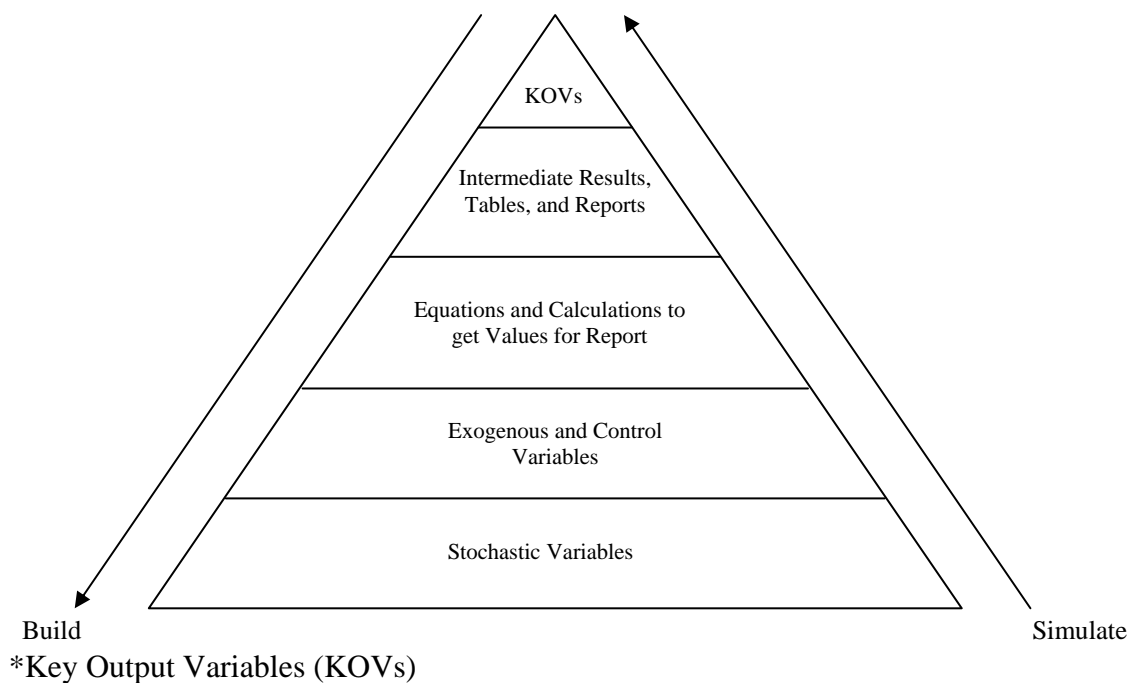 KOVs
Intermediate Results,
Tables, and Reports
Equations and Calculations to
get Values for Report
Exogenous and Control
Variables
Stochastic Variables
Build
Simulate
*Key Output Variables (KOVs)